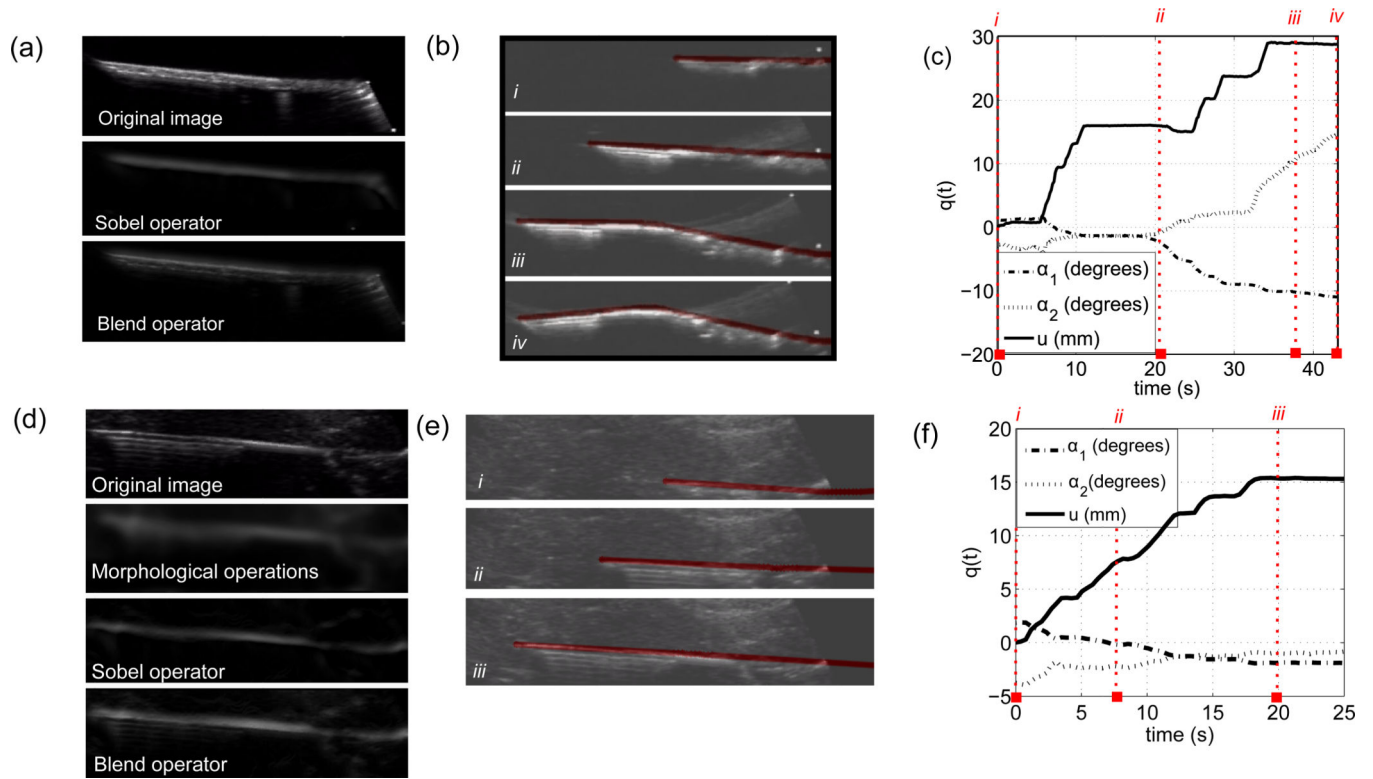 (a)
Original image
Sobel operator
Blend operator
(b)
i
ii
iii
iv
(c)
i
ii
iii
iv
30
20
10
0
−10
−20
q(t)
α1 (degrees)
α2 (degrees)
u (mm)
0
10
20
30
40
time (s)
(d)
Original image
Morphological operations
Sobel operator
Blend operator
(e)
i
ii
iii
(f)
i
ii
iii
20
15
10
5
0
−5
q(t)
α1 (degrees)
α2(degrees)
u (mm)
0
5
10
15
20
25
time (s)